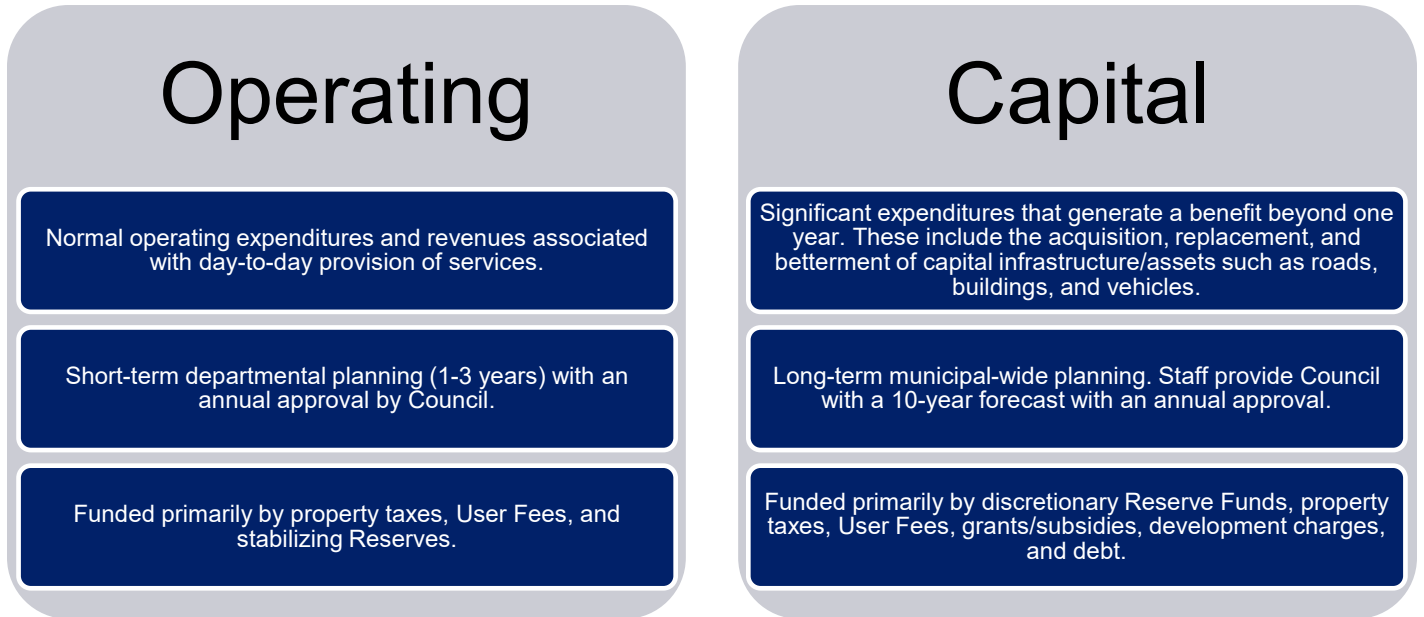 Operating
Normal operating expenditures and revenues associated
with day-to-day provision of services.
Short-term departmental planning (1-3 years) with an
annual approval by Council.
Funded primarily by property taxes, User Fees, and
stabilizing Reserves.
Capital
Significant expenditures that generate a benefit beyond one
year. These include the acquisition, replacement, and
betterment of capital infrastructure/assets such as roads,
buildings, and vehicles.
Long-term municipal-wide planning. Staff provide Council
with a 10-year forecast with an annual approval.
Funded primarily by discretionary Reserve Funds, property
taxes, User Fees, grants/subsidies, development charges,
and debt.